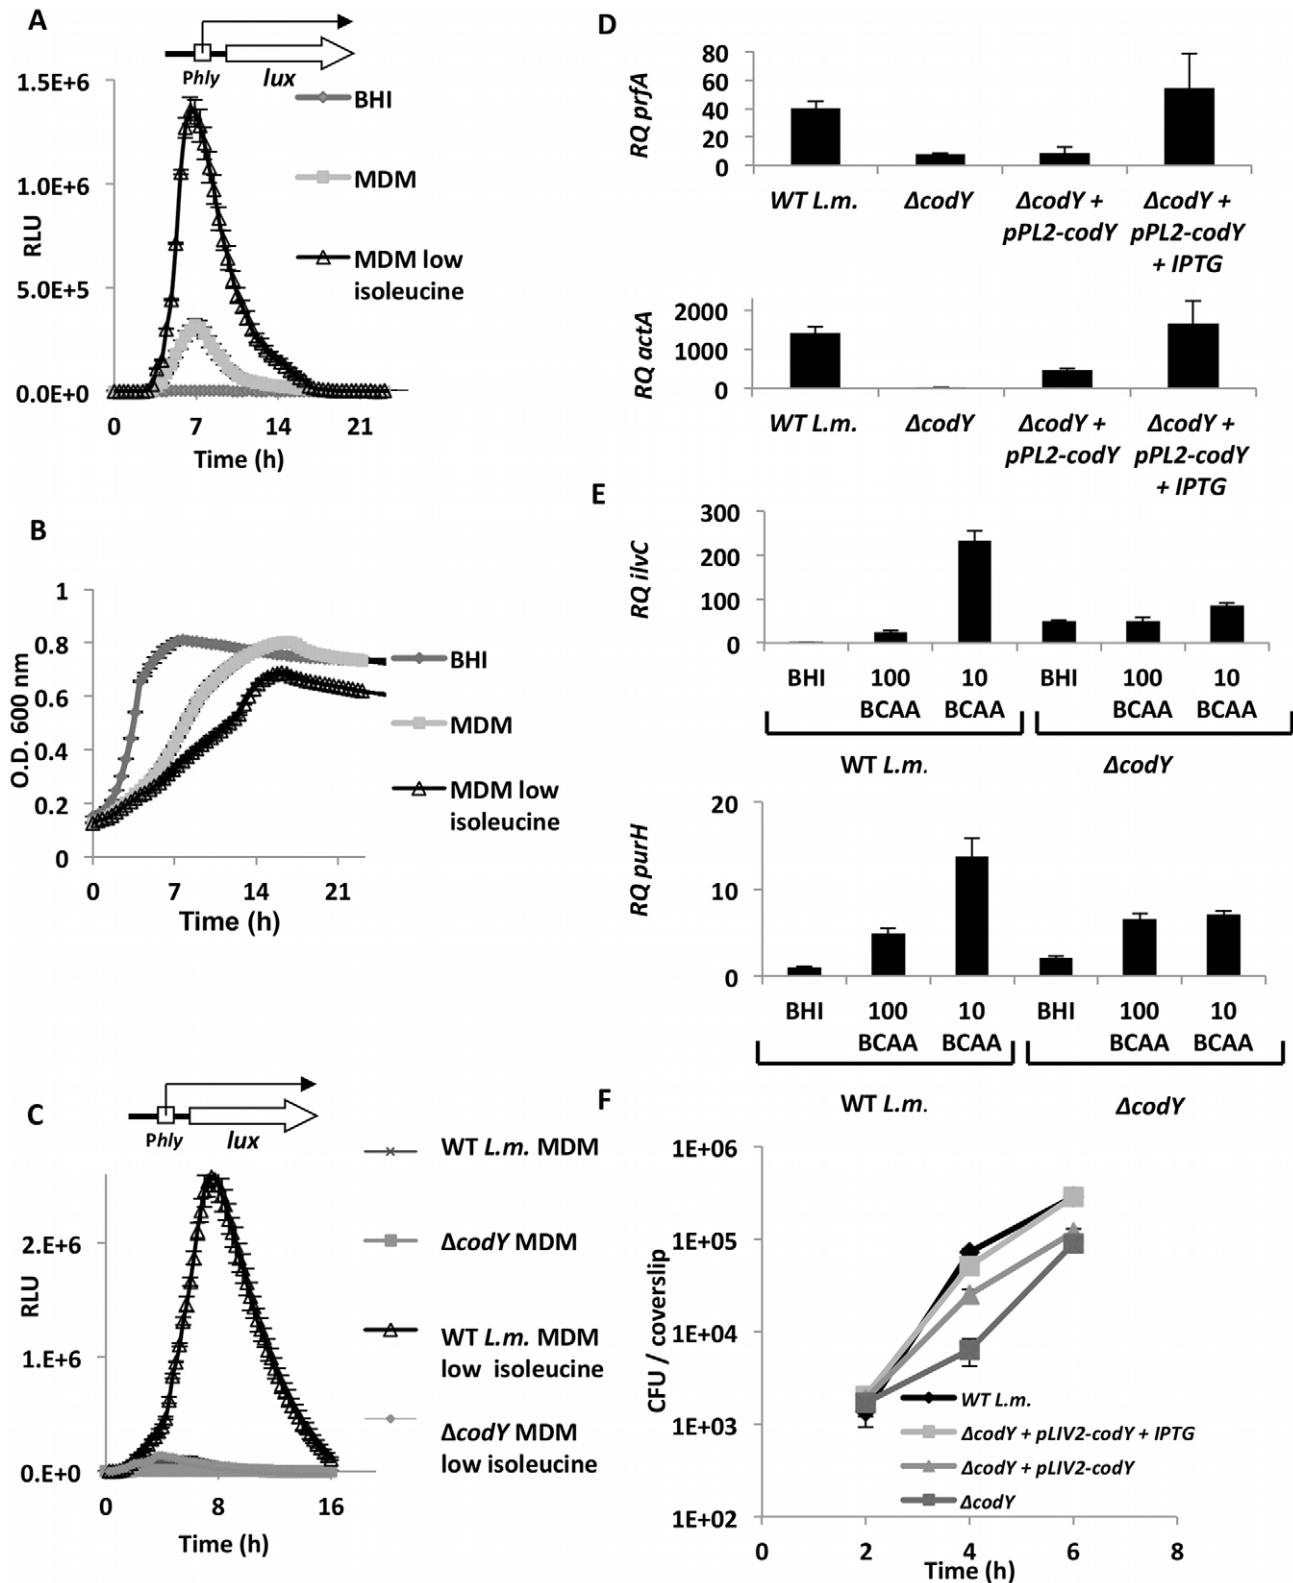 A
Phly
lux
1.5E+6
1.0E+6
5.0E+5
0.0E+0
RLU
0 7 14 21
Time (h)
BHI
MDM
MDM low
isoleucine
B
1
0.8
0.6
0.4
0.2
0
O.D. 600 nm
0 7 14 21
Time (h)
BHI
MDM
MDM low
isoleucine
C
Phly
lux
2.E+6
1.E+6
0.E+0
RLU
0 8 16
Time (h)
WT L.m. MDM
ΔcodY MDM
WT L.m. MDM
low isoleucine
ΔcodY MDM
low isoleucine
D
RQ prfA
80
60
40
20
0
WT L.m. ΔcodY ΔcodY + ΔcodY +
pPL2-codY pPL2-codY
+ IPTG
RQ actA
2000
1000
0
WT L.m. ΔcodY ΔcodY + ΔcodY +
pPL2-codY pPL2-codY
+ IPTG
E
RQ ilvC
300
200
100
0
BHI 100 10 BHI 100 10
BCAA BCAA BCAA BCAA
WT L.m. ΔcodY
RQ purH
20
10
0
BHI 100 10 BHI 100 10
BCAA BCAA BCAA BCAA
WT L.m. ΔcodY
F
1E+06
1E+05
1E+04
1E+03
1E+02
CFU / coverslip
0 2 4 6 8
Time (h)
WT L.m.
ΔcodY + pLIV2-codY + IPTG
ΔcodY + pLIV2-codY
ΔcodY